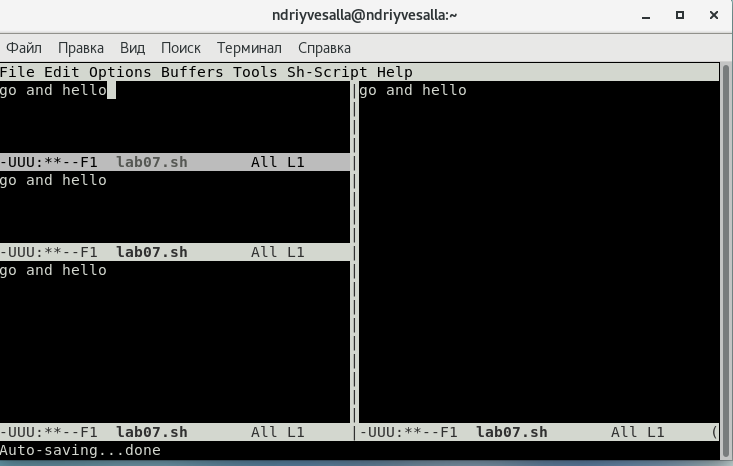 ndriyvesalla@ndriyvesalla:~
Файл Правка Вид Поиск Терминал Справка
File Edit Options Buffers Tools Sh-Script Help
go and hello
-UUU:**--F1 lab07.sh All L1
go and hello
-UUU:**--F1 lab07.sh All L1
go and hello
-UUU:**--F1 lab07.sh All L1
go and hello
-UUU:**--F1 lab07.sh All L1 (
Auto-saving...done